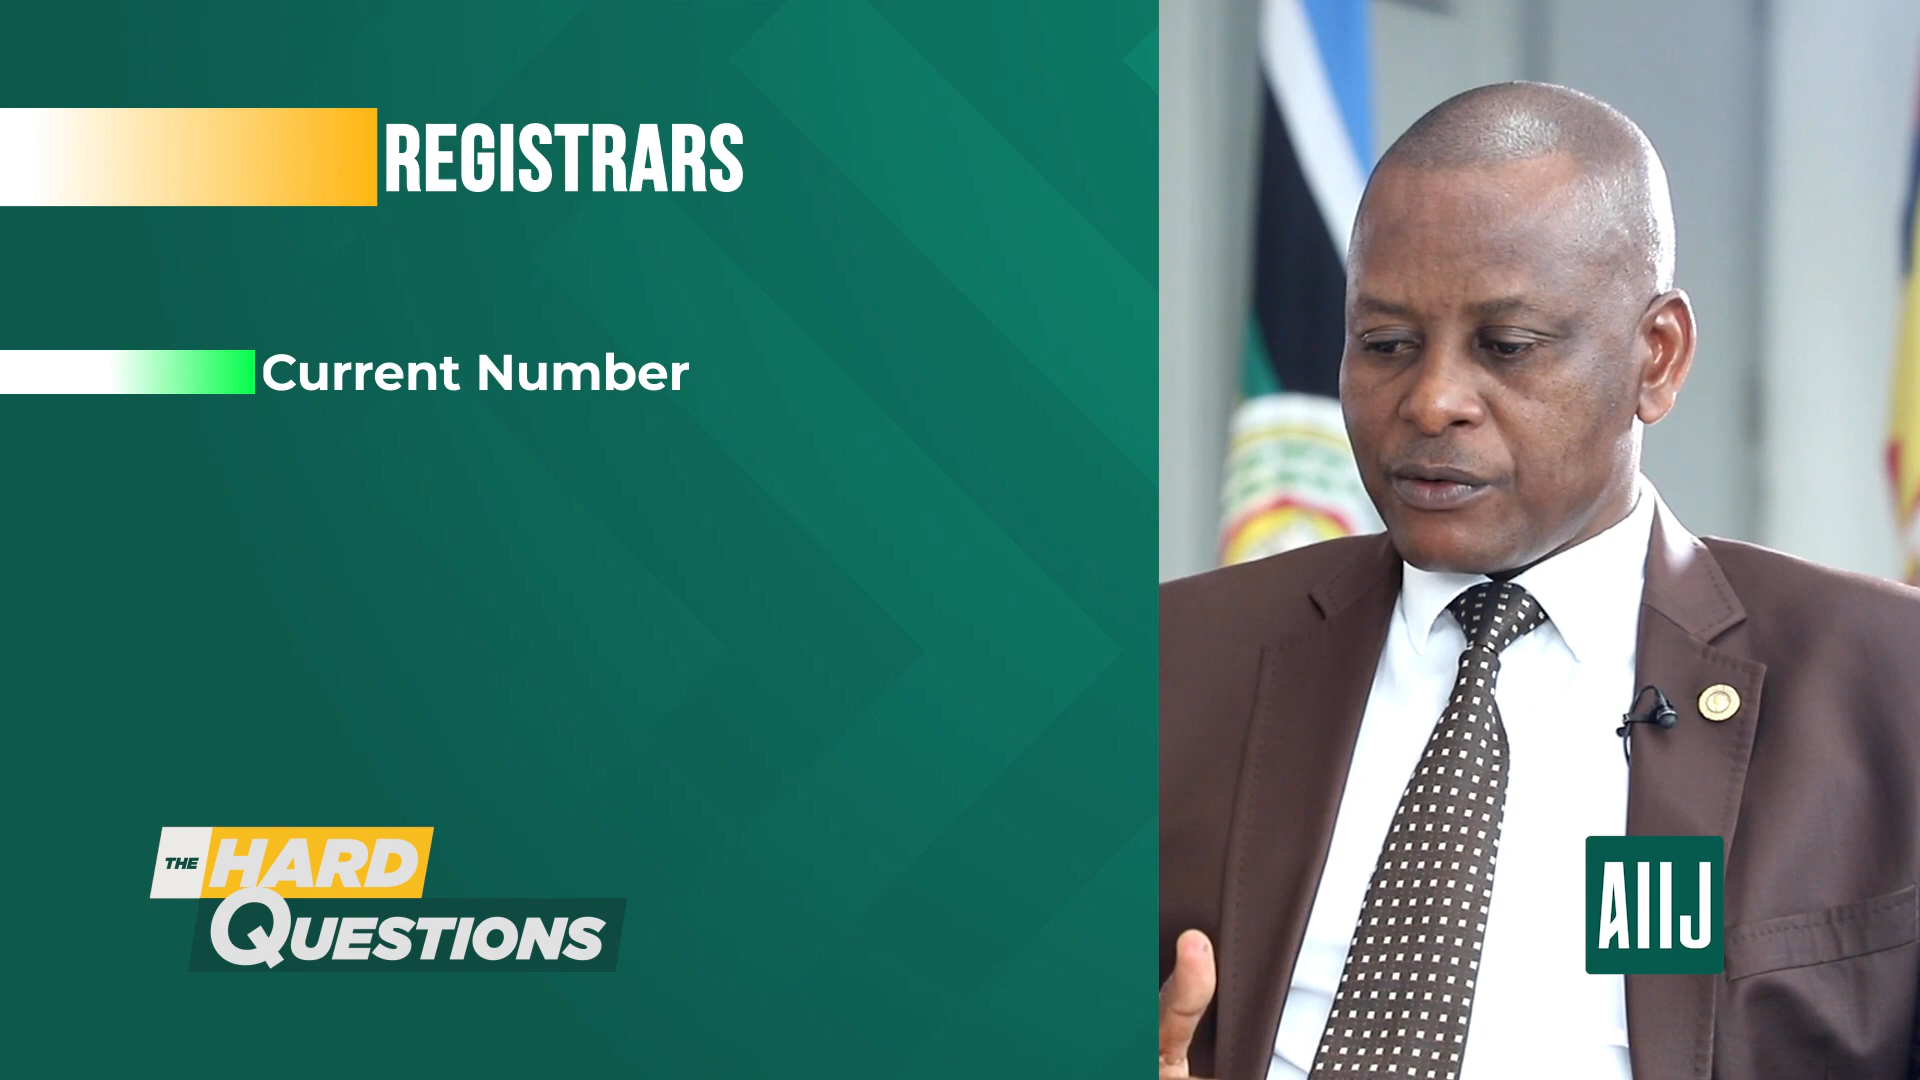 REGISTRARS
Current Number
THE HARD
QUESTIONS
AIIJ